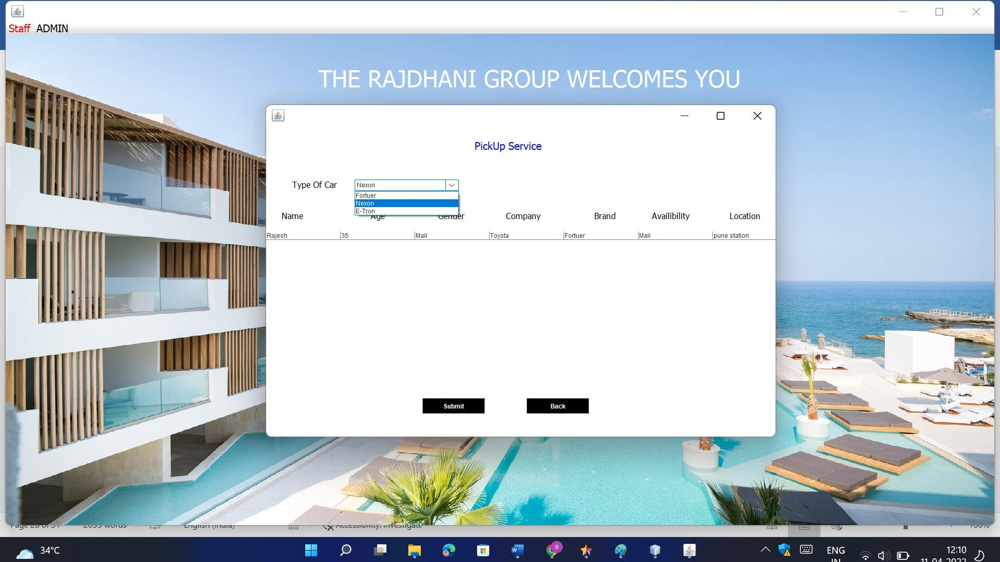 Staff ADMIN
THE RAJDHANI GROUP WELCOMES YOU
PickUp Service
Type Of Car Nexon
Fortuer
Nexon
E-Tron
Name Age Gender Company Brand Availibility Location
Rajesh 35 Mail Toyota Fortuer Mail pune station
Submit Back
Page 28 of 31 2035 words English (India) Accessibility: Investigate 100%
34°C ENG 12:10
IN 11-04-2022